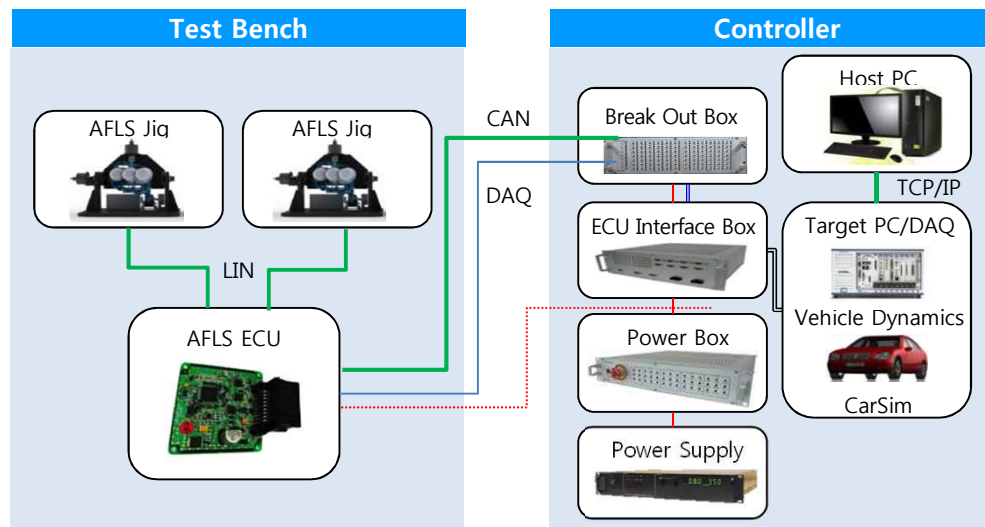 Test Bench
Controller
AFLS Jig
AFLS Jig
LIN
AFLS ECU
CAN
DAQ
Break Out Box
ECU Interface Box
Power Box
Power Supply
Host PC
TCP/IP
Target PC/DAQ
Vehicle Dynamics
CarSim